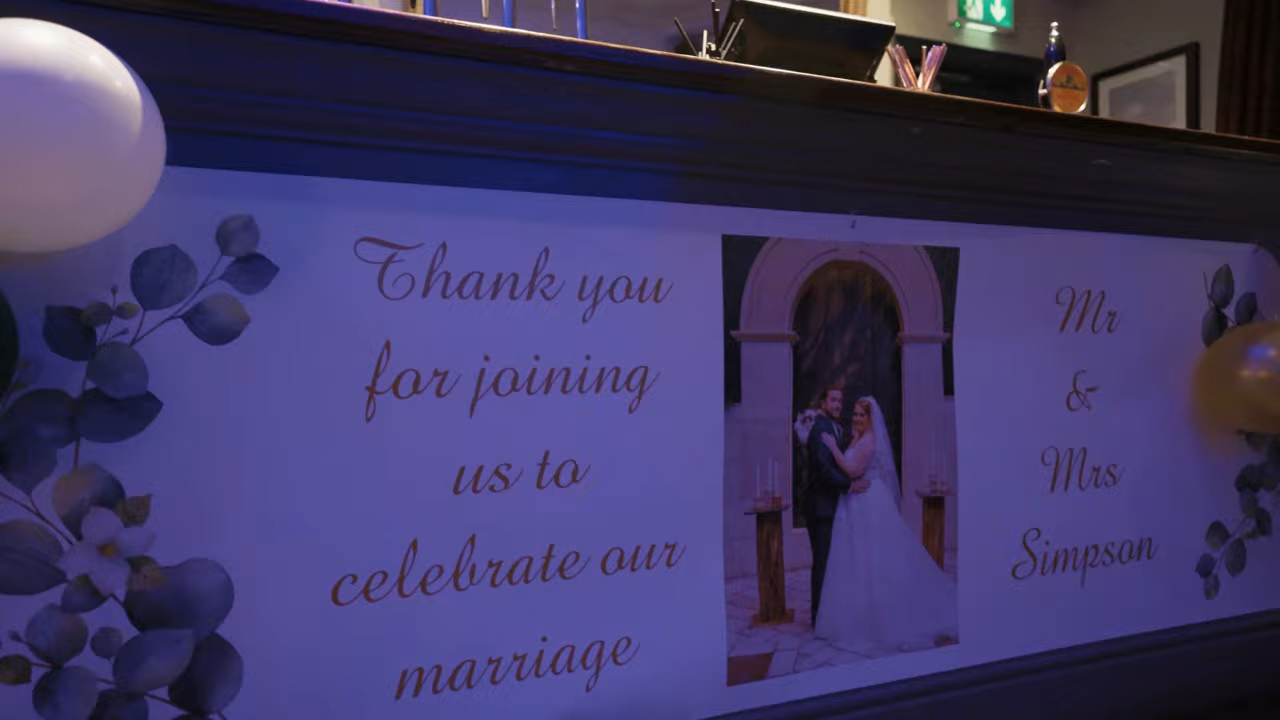 Thank you
for joining
us to
celebrate our
marriage
Mr
&
Mrs
Simpson